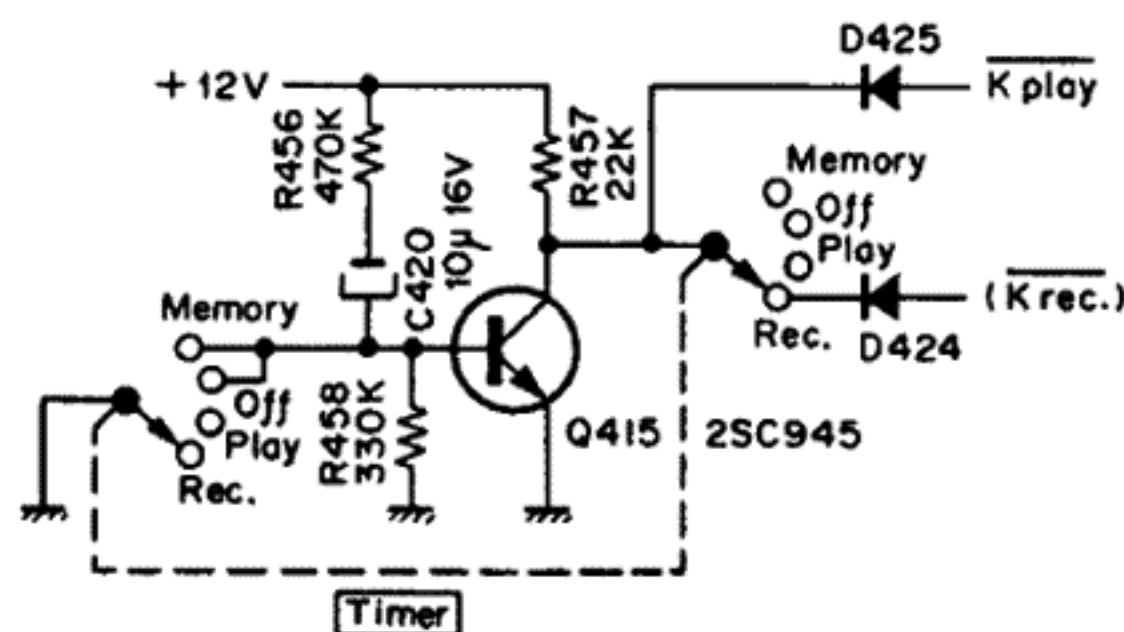 D425
+12V
K play
R456
470K
C420
10µ 16V
R457
22K
Memory
Off
Play
Rec.
(K rec.)
D424
Memory
Off
Play
Rec.
R458
330K
Q415
2SC945
Timer